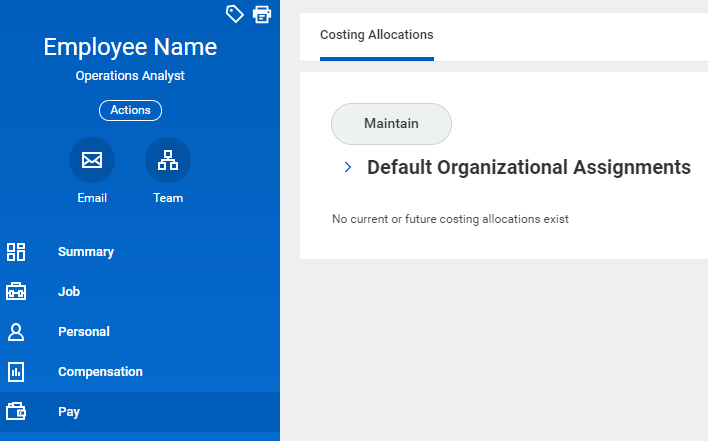 Employee Name
Operations Analyst
Actions
Email
Team
Summary
Job
Personal
Compensation
Pay
Costing Allocations
Maintain
Default Organizational Assignments
No current or future costing allocations exist